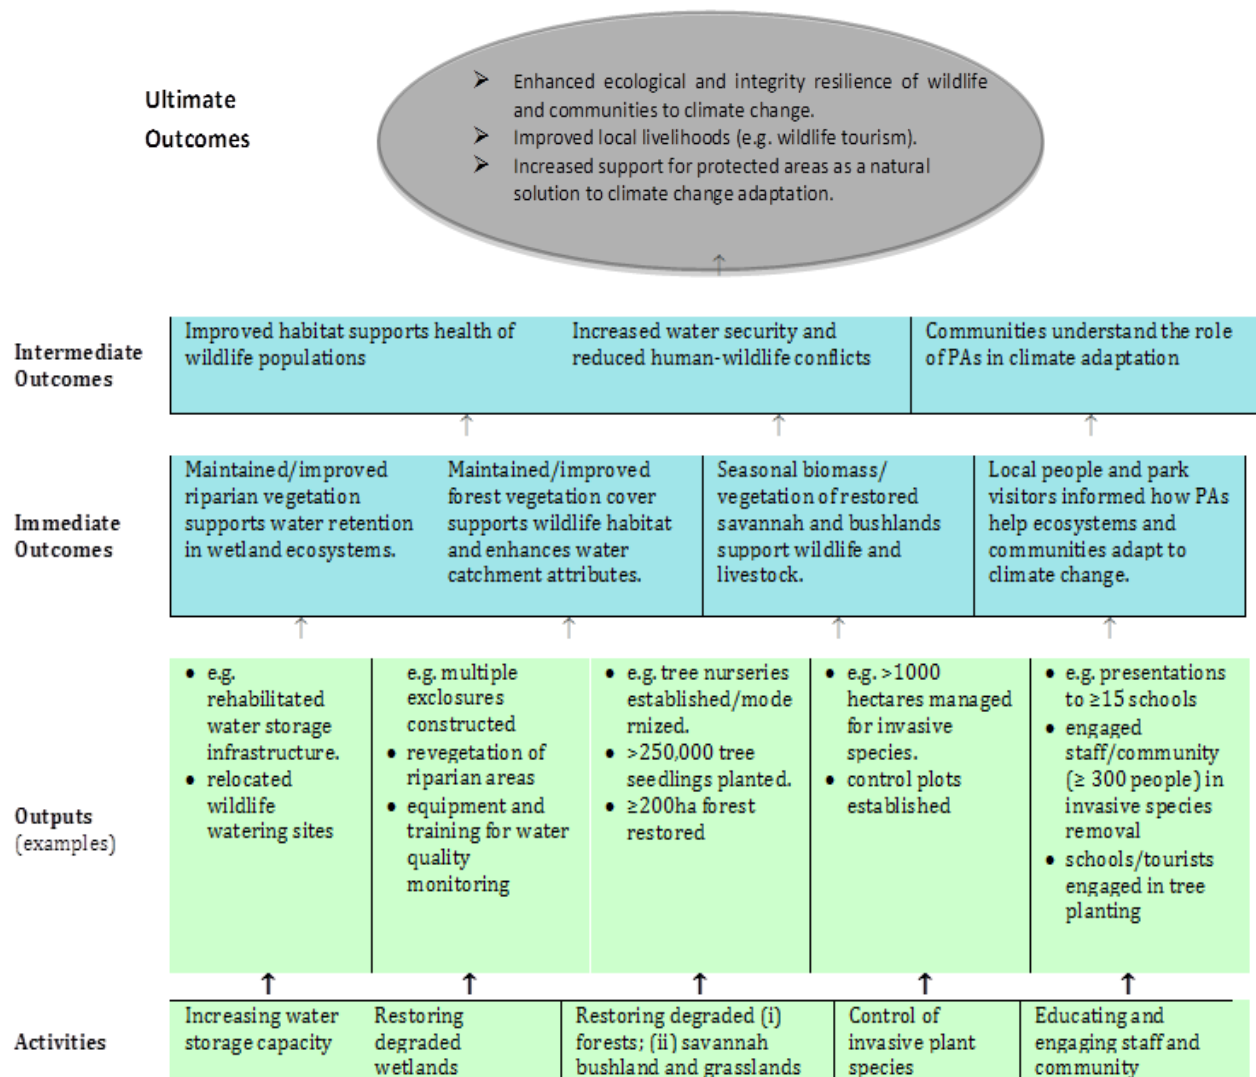 Ultimate
Outcomes
➤ Enhanced ecological and integrity resilience of wildlife
and communities to climate change.
➤ Improved local livelihoods (e.g. wildlife tourism).
➤ Increased support for protected areas as a natural
solution to climate change adaptation.
↑
Intermediate
Outcomes
Improved habitat supports health of
wildlife populations
Increased water security and
reduced human-wildlife conflicts
Communities understand the role
of PAs in climate adaptation
↑ ↑ ↑
Immediate
Outcomes
Maintained/improved
riparian vegetation
supports water retention
in wetland ecosystems.
Maintained/improved
forest vegetation cover
supports wildlife habitat
and enhances water
catchment attributes.
Seasonal biomass/
vegetation of restored
savannah and bushlands
support wildlife and
livestock.
Local people and park
visitors informed how PAs
help ecosystems and
communities adapt to
climate change.
↑ ↑ ↑ ↑
Outputs
(examples)
• e.g.
rehabilitated
water storage
infrastructure.
• relocated
wildlife
watering sites
e.g. multiple
exclosures
constructed
• revegetation of
riparian areas
• equipment and
training for water
quality
monitoring
• e.g. tree nurseries
established/mode
rnized.
• >250,000 tree
seedlings planted.
• ≥200ha forest
restored
• e.g. >1000
hectares managed
for invasive
species.
• control plots
established
• e.g. presentations
to ≥15 schools
• engaged
staff/community
(≥ 300 people) in
invasive species
removal
• schools/tourists
engaged in tree
planting
↑ ↑ ↑ ↑ ↑
Activities
Increasing water
storage capacity
Restoring
degraded
wetlands
Restoring degraded (i)
forests; (ii) savannah
bushland and grasslands
Control of
invasive plant
species
Educating and
engaging staff and
community